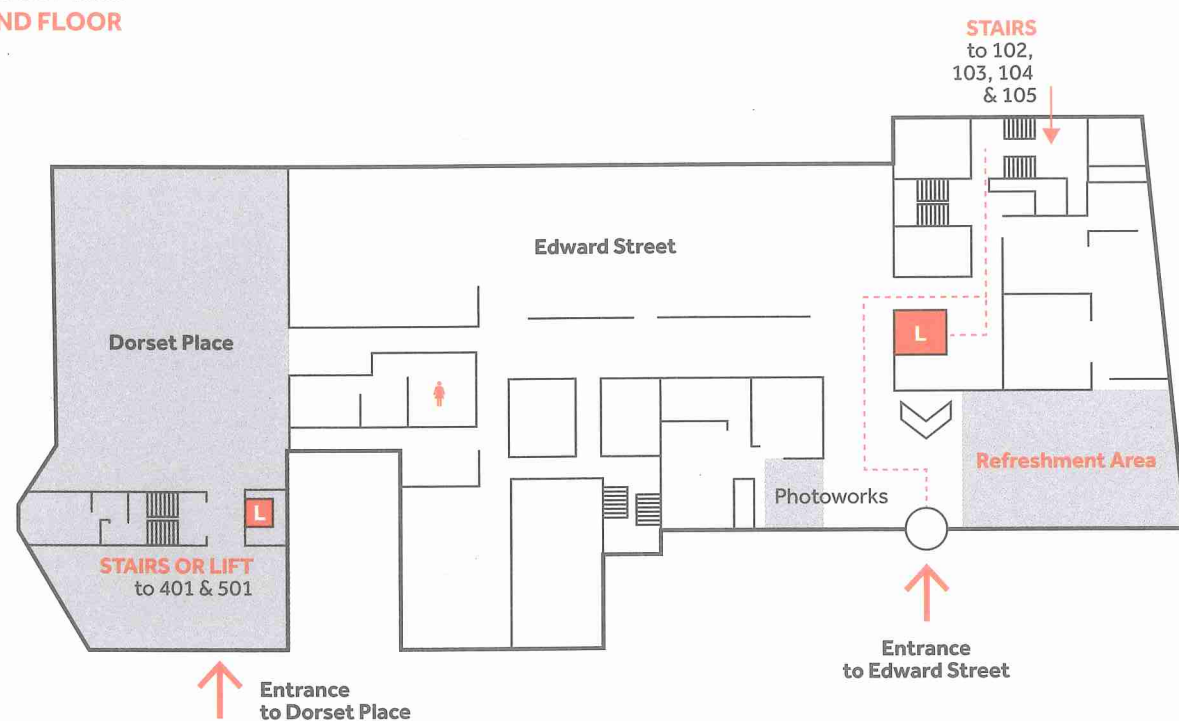 ND FLOOR
STAIRS
to 102,
103, 104
& 105
Edward Street
Dorset Place
L
Refreshment Area
Photoworks
L
STAIRS OR LIFT
to 401 & 501
Entrance
to Edward Street
Entrance
to Dorset Place